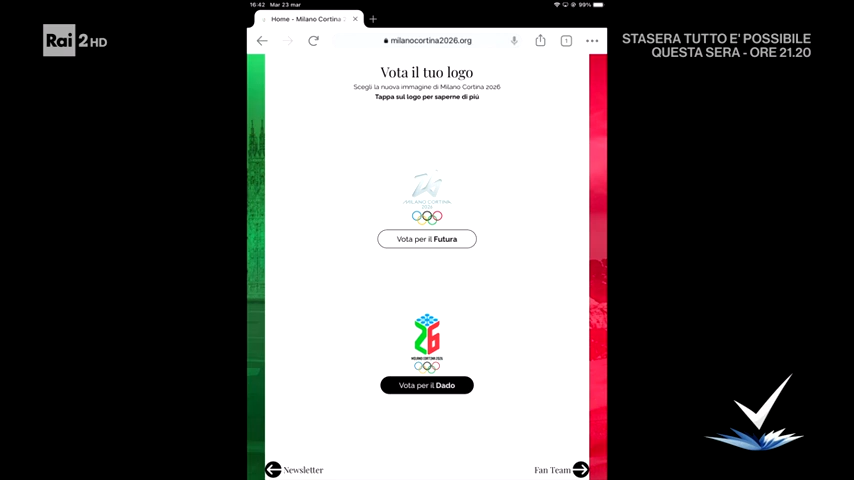 16:42 Mar 23 mar
99%
Home - Milano Cortina 2
milanocortina2026.org
1
Rai 2 HD
STASERA TUTTO E' POSSIBILE
QUESTA SERA - ORE 21.20
Vota il tuo logo
Scegli la nuova immagine di Milano Cortina 2026
Tappa sul logo per saperne di più
MILANO CORTINA
2026
Vota per il Futura
26
MILANO CORTINA 2026
Vota per il Dado
Newsletter
Fan Team